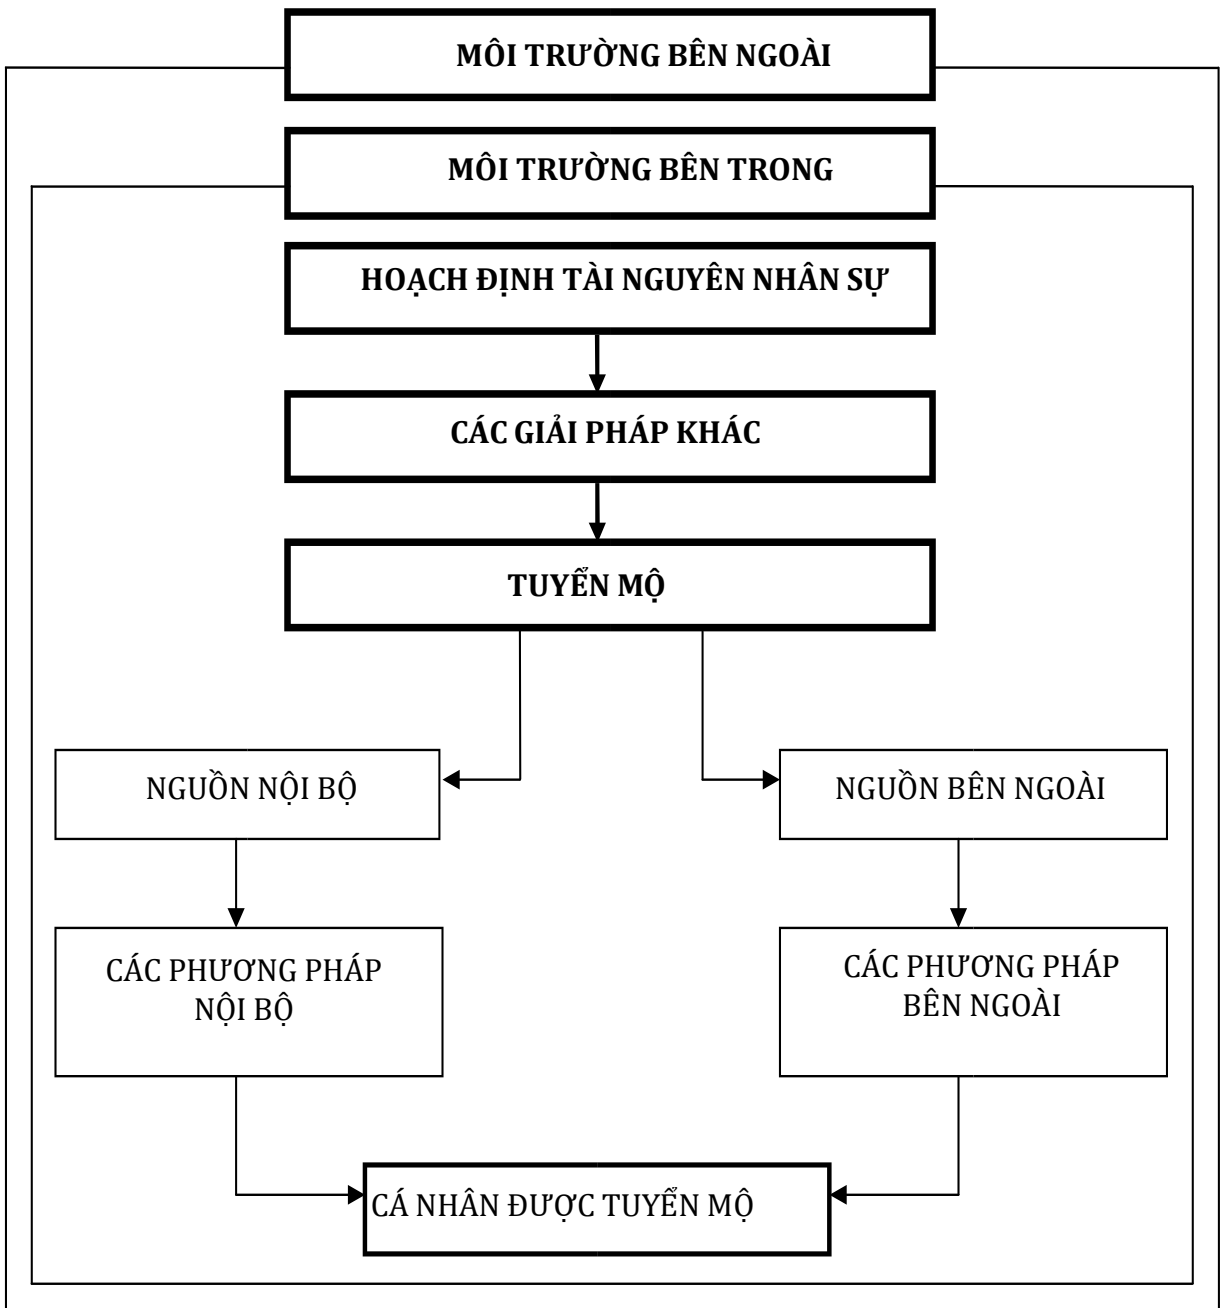 MÔI TRƯỜNG BÊN NGOÀI
MÔI TRƯỜNG BÊN TRONG
HOẠCH ĐỊNH TÀI NGUYÊN NHÂN SỰ
CÁC GIẢI PHÁP KHÁC
TUYỂN MỘ
NGUỒN NỘI BỘ
NGUỒN BÊN NGOÀI
CÁC PHƯƠNG PHÁP
NỘI BỘ
CÁC PHƯƠNG PHÁP
BÊN NGOÀI
CÁ NHÂN ĐƯỢC TUYỂN MỘ